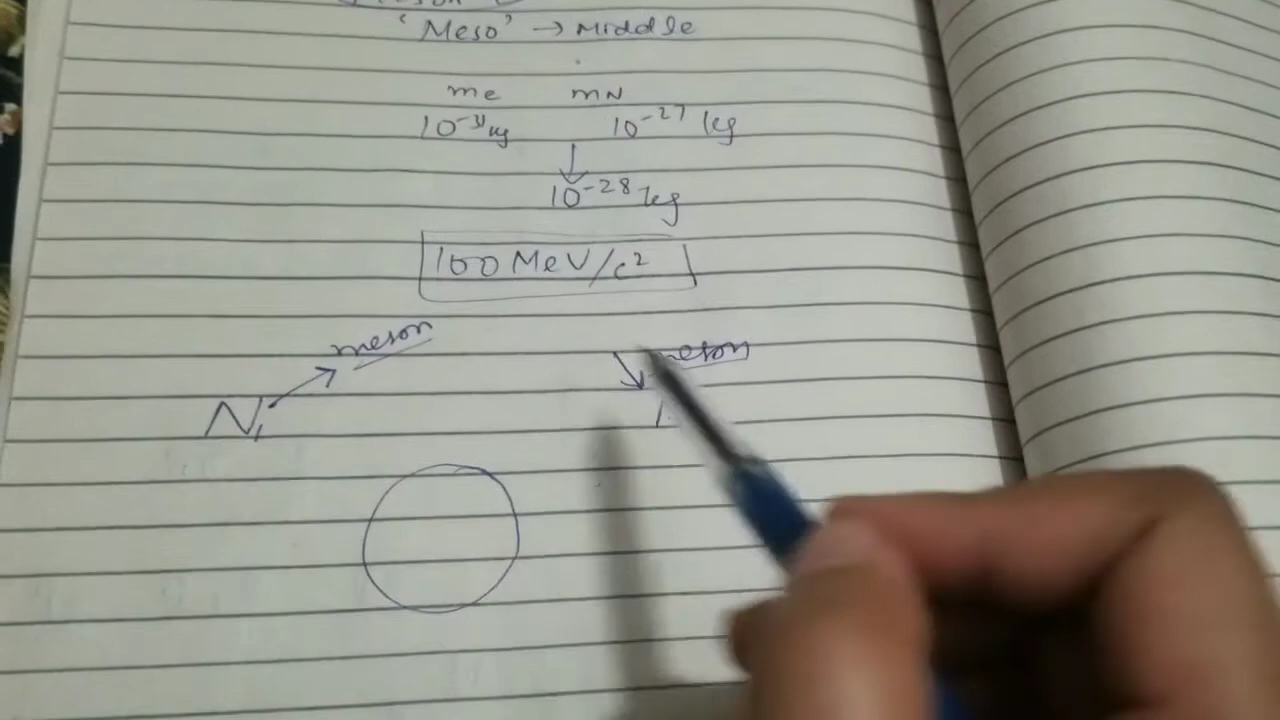 'Meso' → Middle
me mN
10⁻³¹kg 10⁻²⁷ kg
↓
10⁻²⁸ kg
100 MeV/c²
meson
meson
N₁